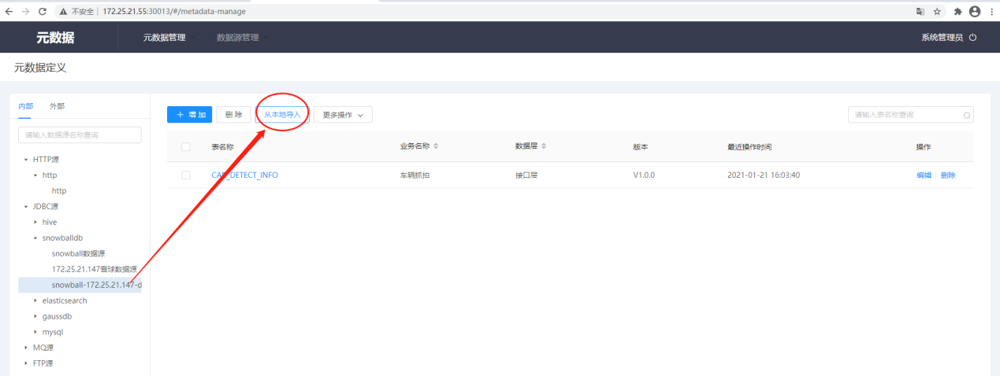 不安全 | 172.25.21.55:30013/#/metadata-manage
元数据 元数据管理 数据源管理 系统管理员
元数据定义
内部 外部
+ 增加 删除 从本地导入 更多操作
请输入表名称查询
请输入数据源名称查询
表名称 业务名称 数据层 版本 最近操作时间 操作
CAR_DETECT_INFO 车辆抓拍 接口层 V1.0.0 2021-01-21 16:03:40 编辑 删除
HTTP源
http
http
JDBC源
hive
snowballdb
snowball数据源
172.25.21.147雪球数据源
snowball-172.25.21.147-d
elasticsearch
gaussdb
mysql
MQ源
FTP源